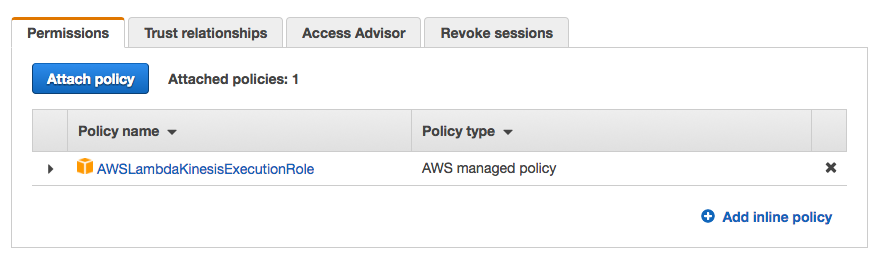 Permissions Trust relationships Access Advisor Revoke sessions
Attach policy Attached policies: 1
Policy name Policy type
AWSLambdaKinesisExecutionRole AWS managed policy
Add inline policy